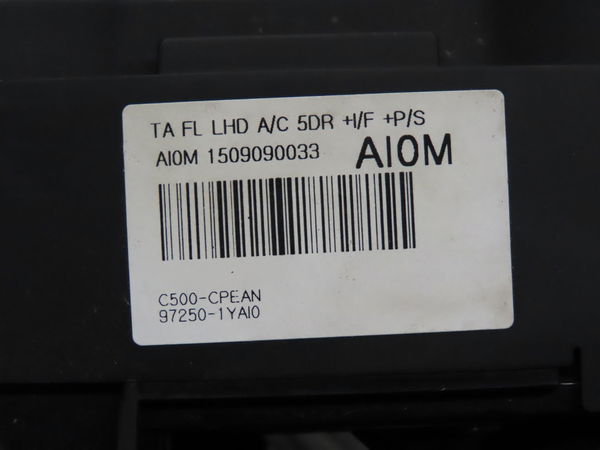 TA FL LHD A/C 5DR +I/F +P/S
AI0M 1509090033 AI0M
C500-CPEAN
97250-1YAI0